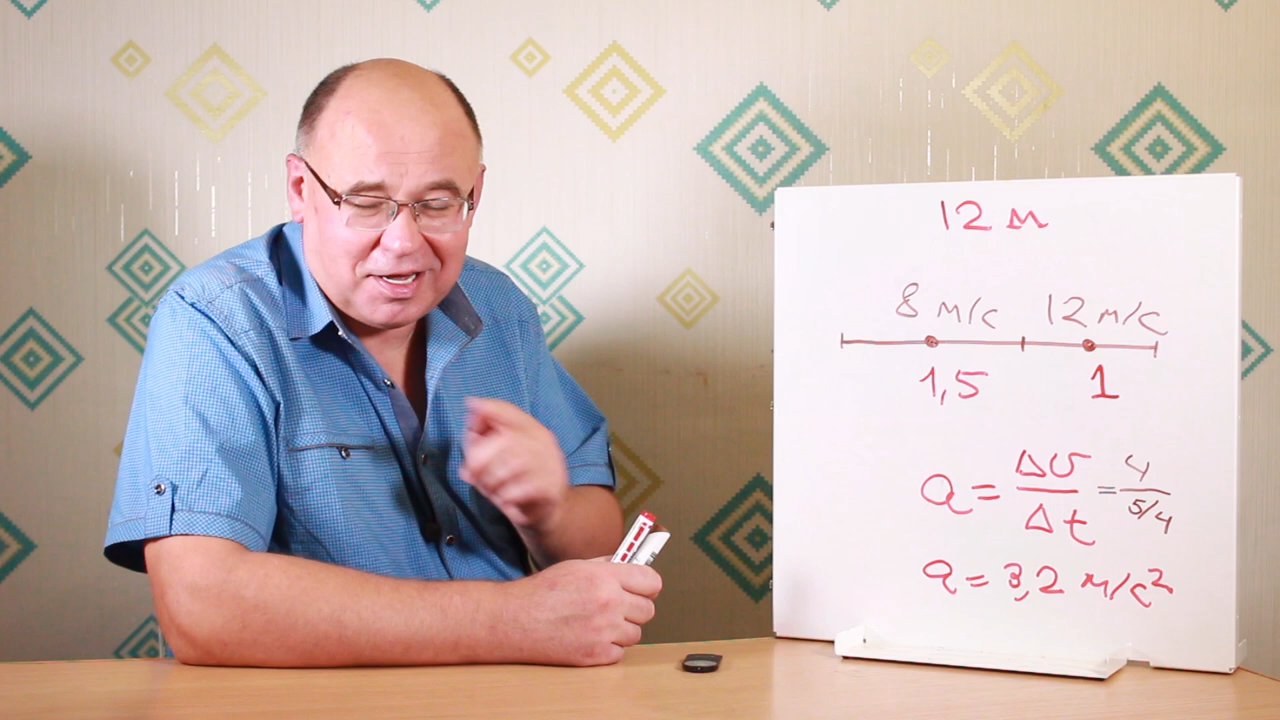 12 м
8 м/с 12 м/с
1,5 1
a = Δυ/Δt = 4/5/4
a = 3,2 м/с²